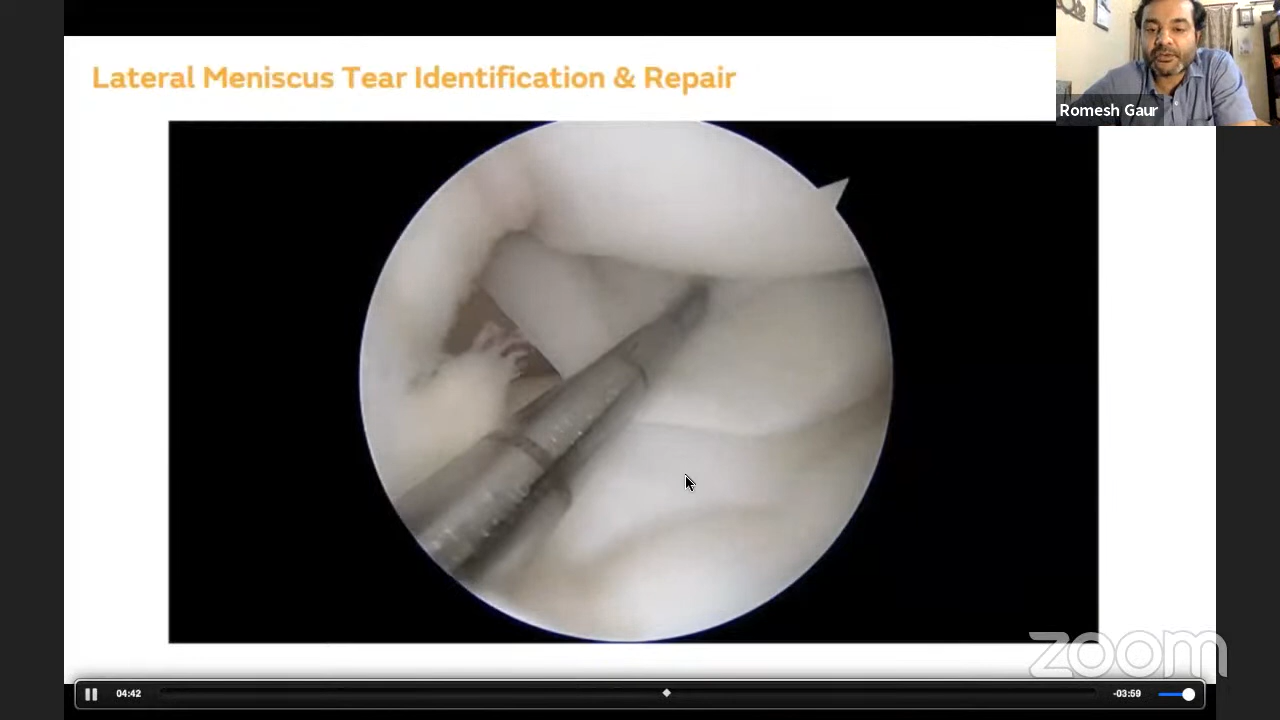 Lateral Meniscus Tear Identification & Repair
Romesh Gaur
zoom
04:42
-03:59